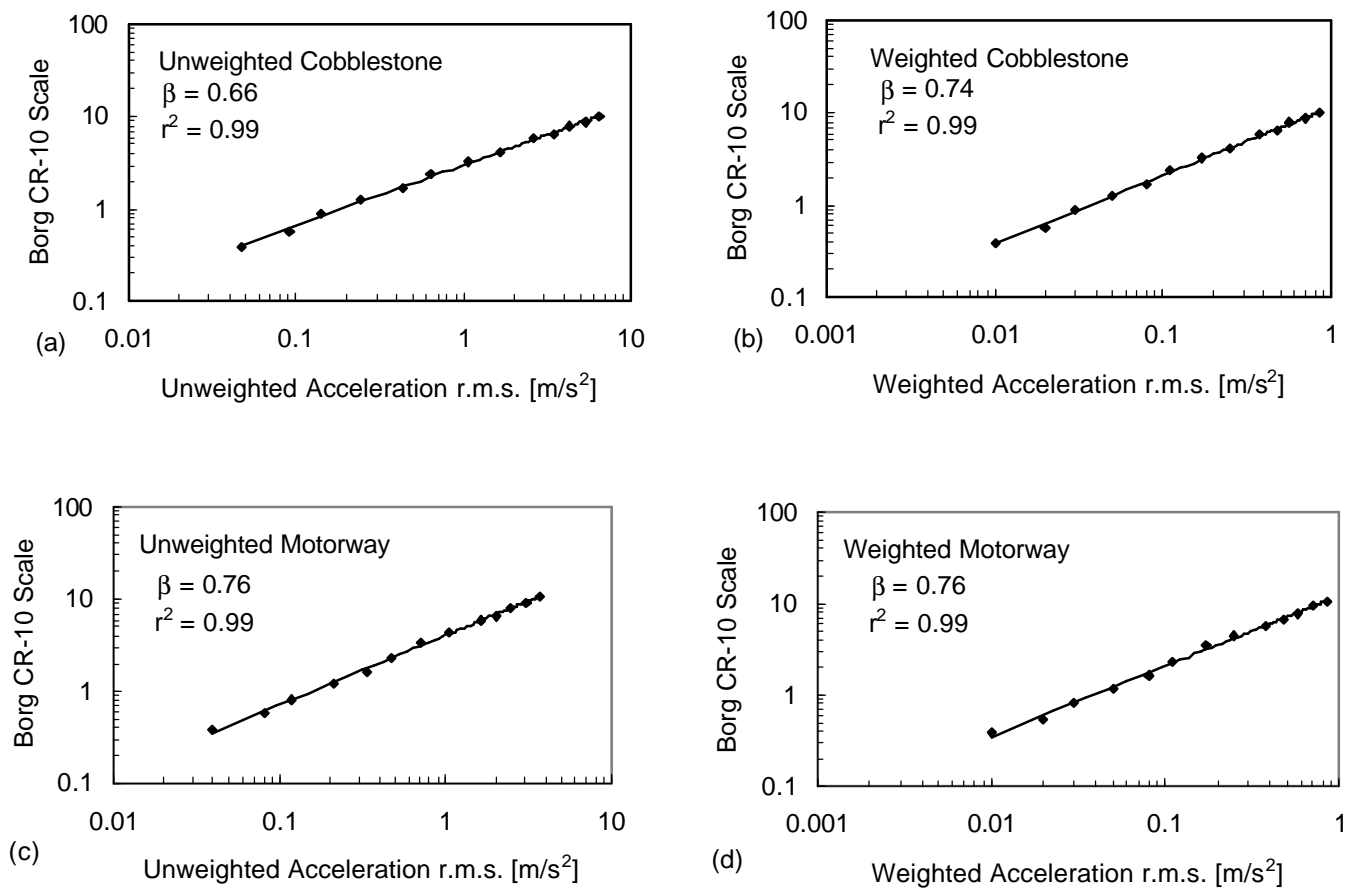 100
10
1
0.1
Borg CR-10 Scale
Unweighted Cobblestone
β = 0.66
r² = 0.99
0.01 0.1 1 10
(a)
Unweighted Acceleration r.m.s. [m/s²]
100
10
1
0.1
Borg CR-10 Scale
Weighted Cobblestone
β = 0.74
r² = 0.99
0.001 0.01 0.1 1
(b)
Weighted Acceleration r.m.s. [m/s²]
100
10
1
0.1
Borg CR-10 Scale
Unweighted Motorway
β = 0.76
r² = 0.99
0.01 0.1 1 10
(c)
Unweighted Acceleration r.m.s. [m/s²]
100
10
1
0.1
Borg CR-10 Scale
Weighted Motorway
β = 0.76
r² = 0.99
0.001 0.01 0.1 1
(d)
Weighted Acceleration r.m.s. [m/s²]